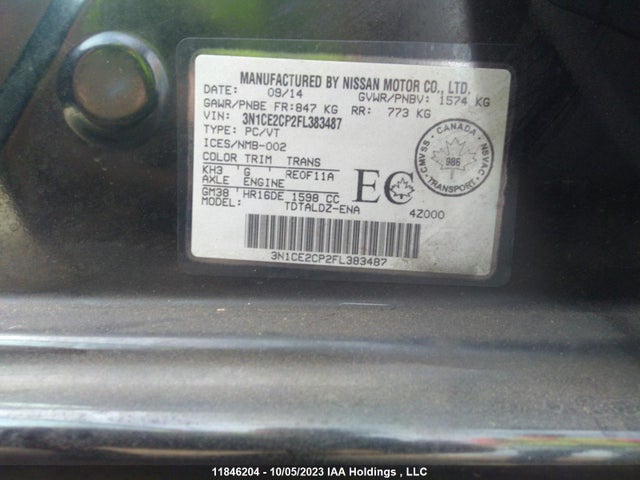 MANUFACTURED BY NISSAN MOTOR CO., LTD.
DATE: 09/14 GVWR/PNBV: 1574 KG
GAWR/PNBE FR: 847 KG RR: 773 KG
VIN: 3N1CE2CP2FL383487
TYPE: PC/VT
ICES/NMB-002
COLOR TRIM TRANS
KH3 G RE0F11A
AXLE ENGINE
GM38 HR16DE 1598 CC
MODEL: TDTALDZ-ENA 4Z000
EC
CANADA
CMVSS 986 NSVAC
TRANSPORT
3N1CE2CP2FL383487
11846204 - 10/05/2023 IAA Holdings , LLC